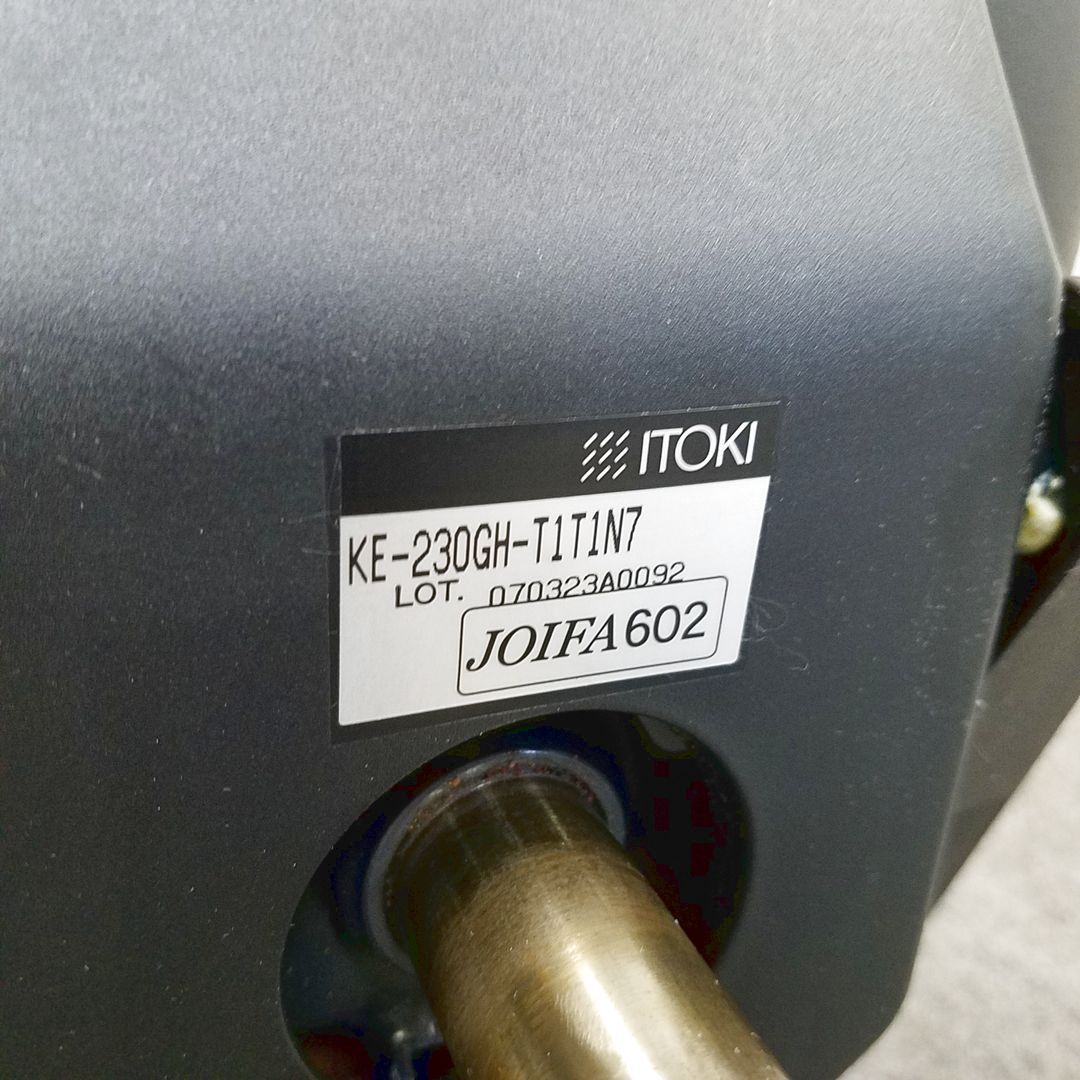 ITOKI
KE-230GH-T1T1N7
LOT. 070323A0092
JOIFA602